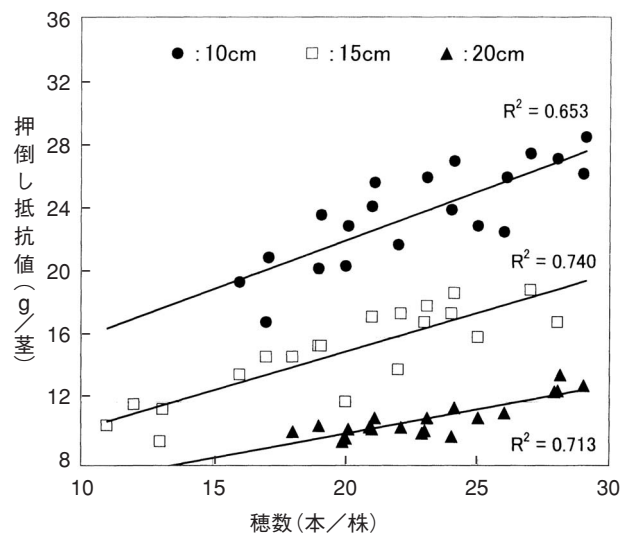 36
32
28
24
20
16
12
8
押倒し抵抗値(g/茎)
●:10cm □:15cm ▲:20cm
R² = 0.653
R² = 0.740
R² = 0.713
10 15 20 25 30
穂数(本/株)